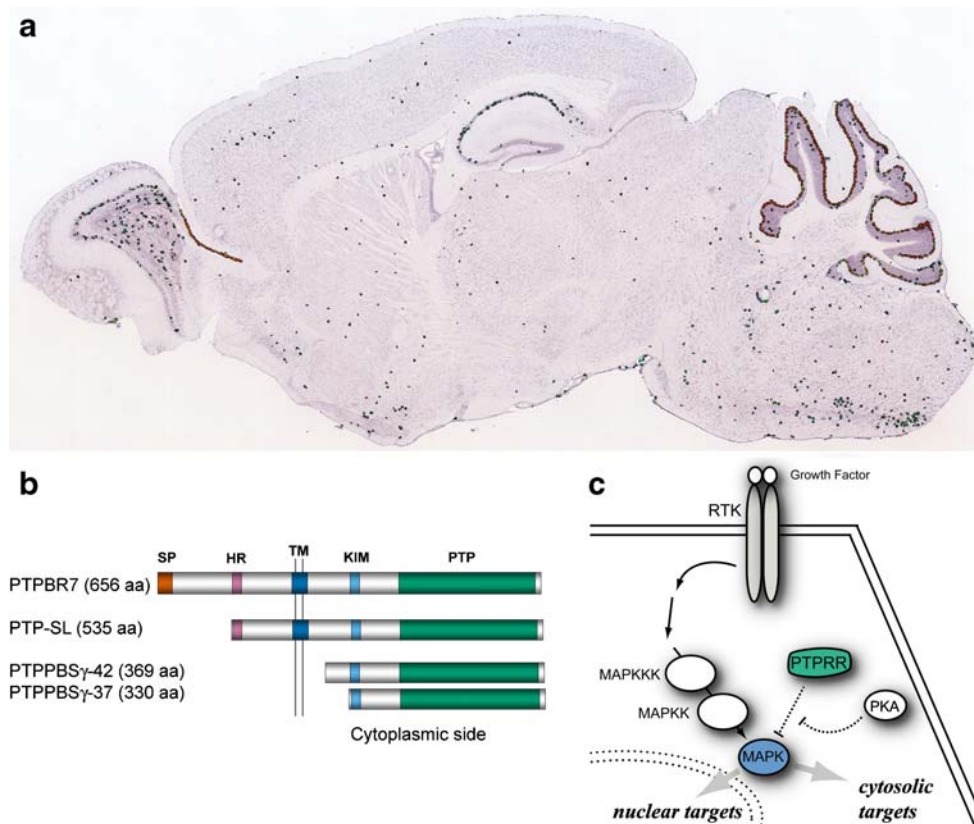 a
b
SP HR TM KIM PTP
PTPBR7 (656 aa)
PTP-SL (535 aa)
PTPPBSγ-42 (369 aa)
PTPPBSγ-37 (330 aa)
Cytoplasmic side
c
Growth Factor
RTK
MAPKKK
MAPKK
PTPRR
PKA
MAPK
nuclear targets
cytosolic
targets